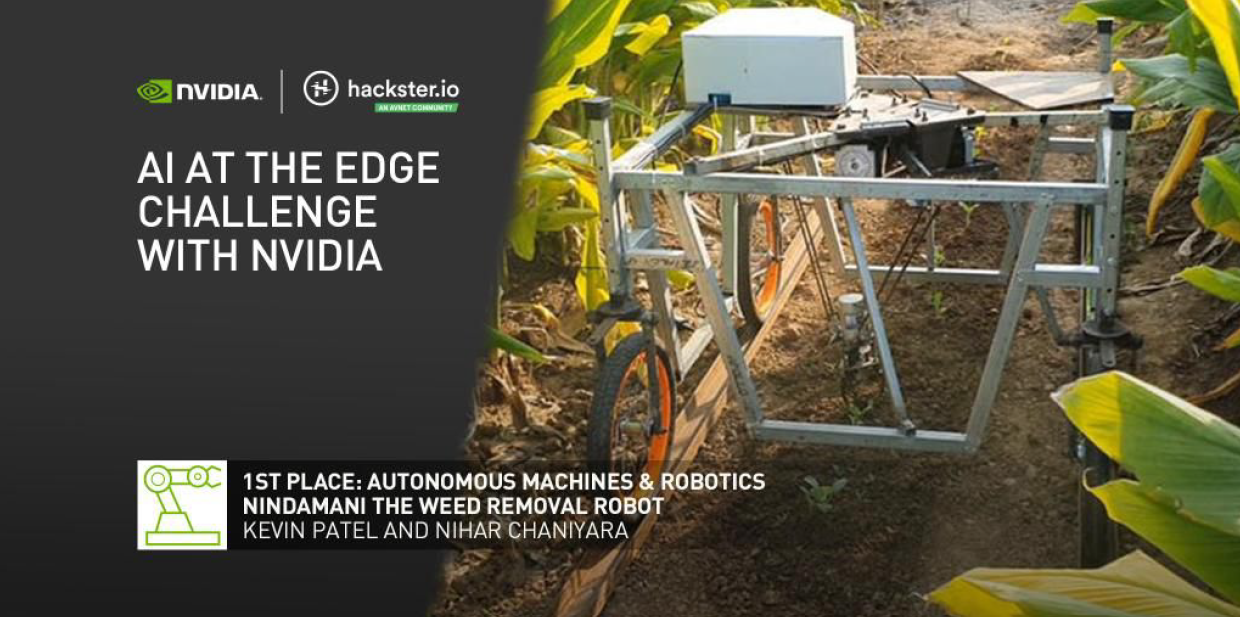 NVIDIA.
hackster.io
AN AVNET COMMUNITY
AI AT THE EDGE
CHALLENGE
WITH NVIDIA
1ST PLACE: AUTONOMOUS MACHINES & ROBOTICS
NINDAMANI THE WEED REMOVAL ROBOT
KEVIN PATEL AND NIHAR CHANIYARA